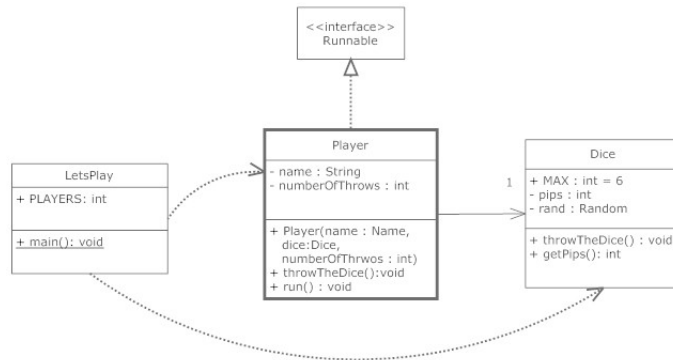 <<interface>>
Runnable
Player
- name : String
- numberOfThrows : int
+ Player(name : Name,
dice:Dice,
numberOfThrwos : int)
+ throwTheDice():void
+ run() : void
LetsPlay
+ PLAYERS: int
+ main(): void
1
Dice
+ MAX : int = 6
- pips : int
- rand : Random
+ throwTheDice() : void
+ getPips(): int